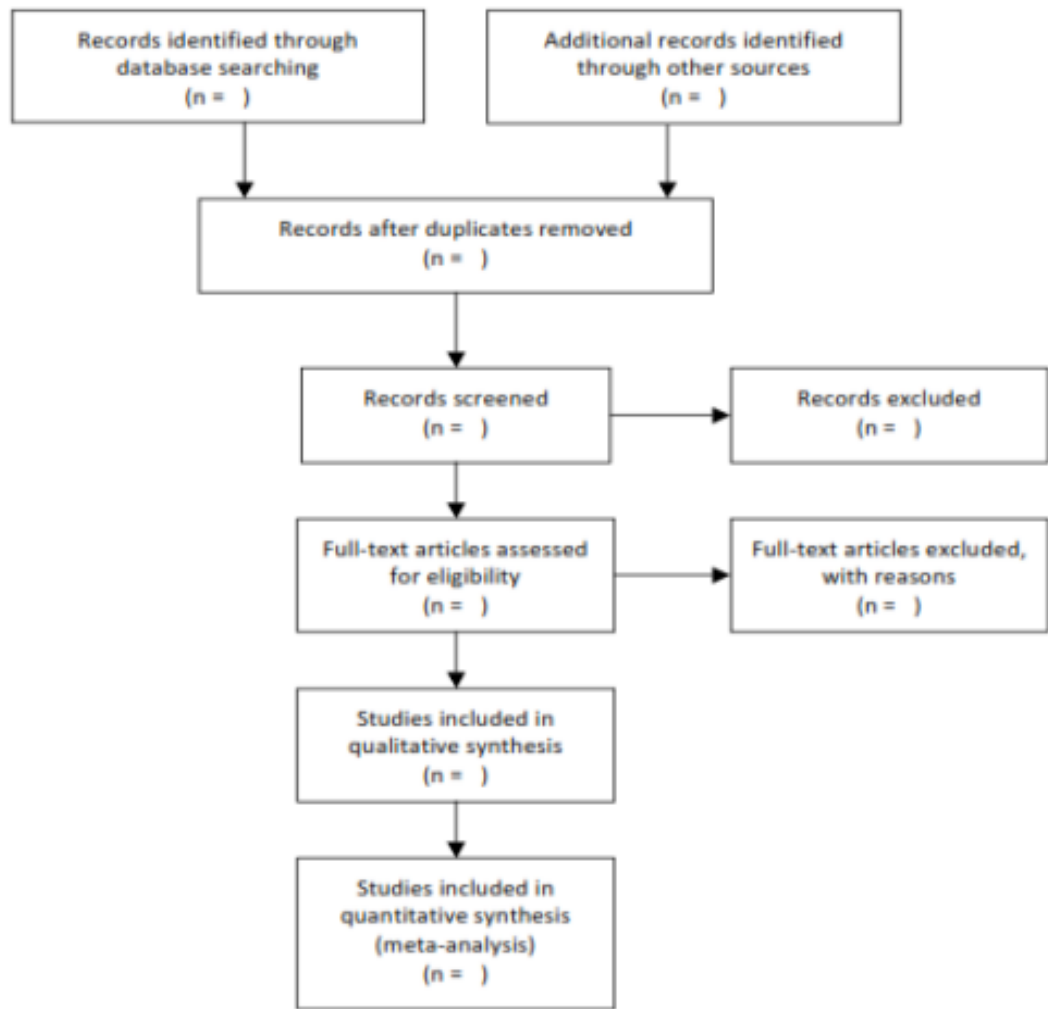 Records identified through
database searching
(n =   )
Additional records identified
through other sources
(n =   )
Records after duplicates removed
(n =   )
Records screened
(n =   )
Records excluded
(n =   )
Full-text articles assessed
for eligibility
(n =   )
Full-text articles excluded,
with reasons
(n =   )
Studies included in
qualitative synthesis
(n =   )
Studies included in
quantitative synthesis
(meta-analysis)
(n =   )